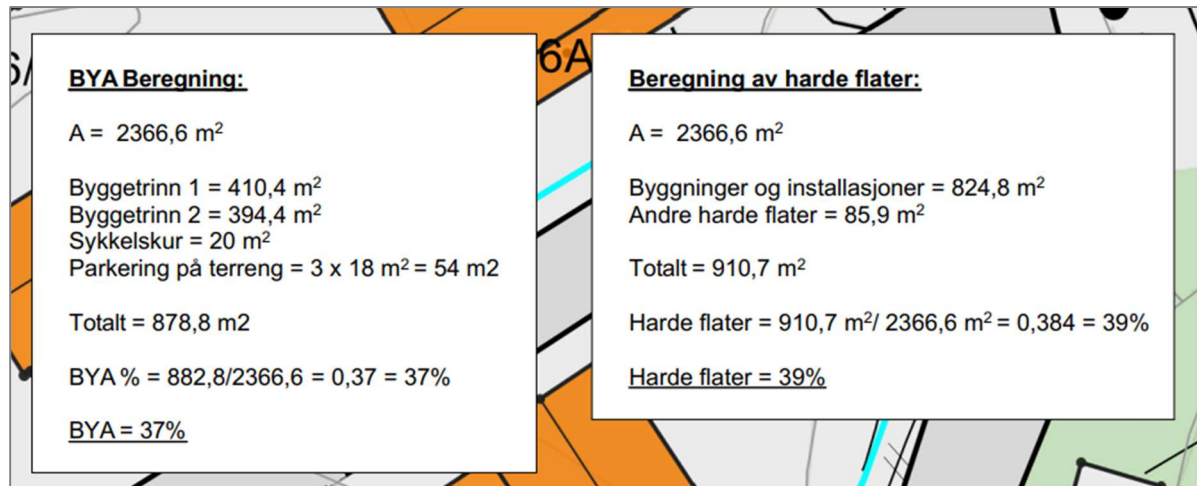 6A
BYA Beregning:
A = 2366,6 m²
Byggetrinn 1 = 410,4 m²
Byggetrinn 2 = 394,4 m²
Sykkelskur = 20 m²
Parkering på terreng = 3 x 18 m² = 54 m2
Totalt = 878,8 m2
BYA % = 882,8/2366,6 = 0,37 = 37%
BYA = 37%
Beregning av harde flater:
A = 2366,6 m²
Byggninger og installasjoner = 824,8 m²
Andre harde flater = 85,9 m²
Totalt = 910,7 m²
Harde flater = 910,7 m²/ 2366,6 m² = 0,384 = 39%
Harde flater = 39%